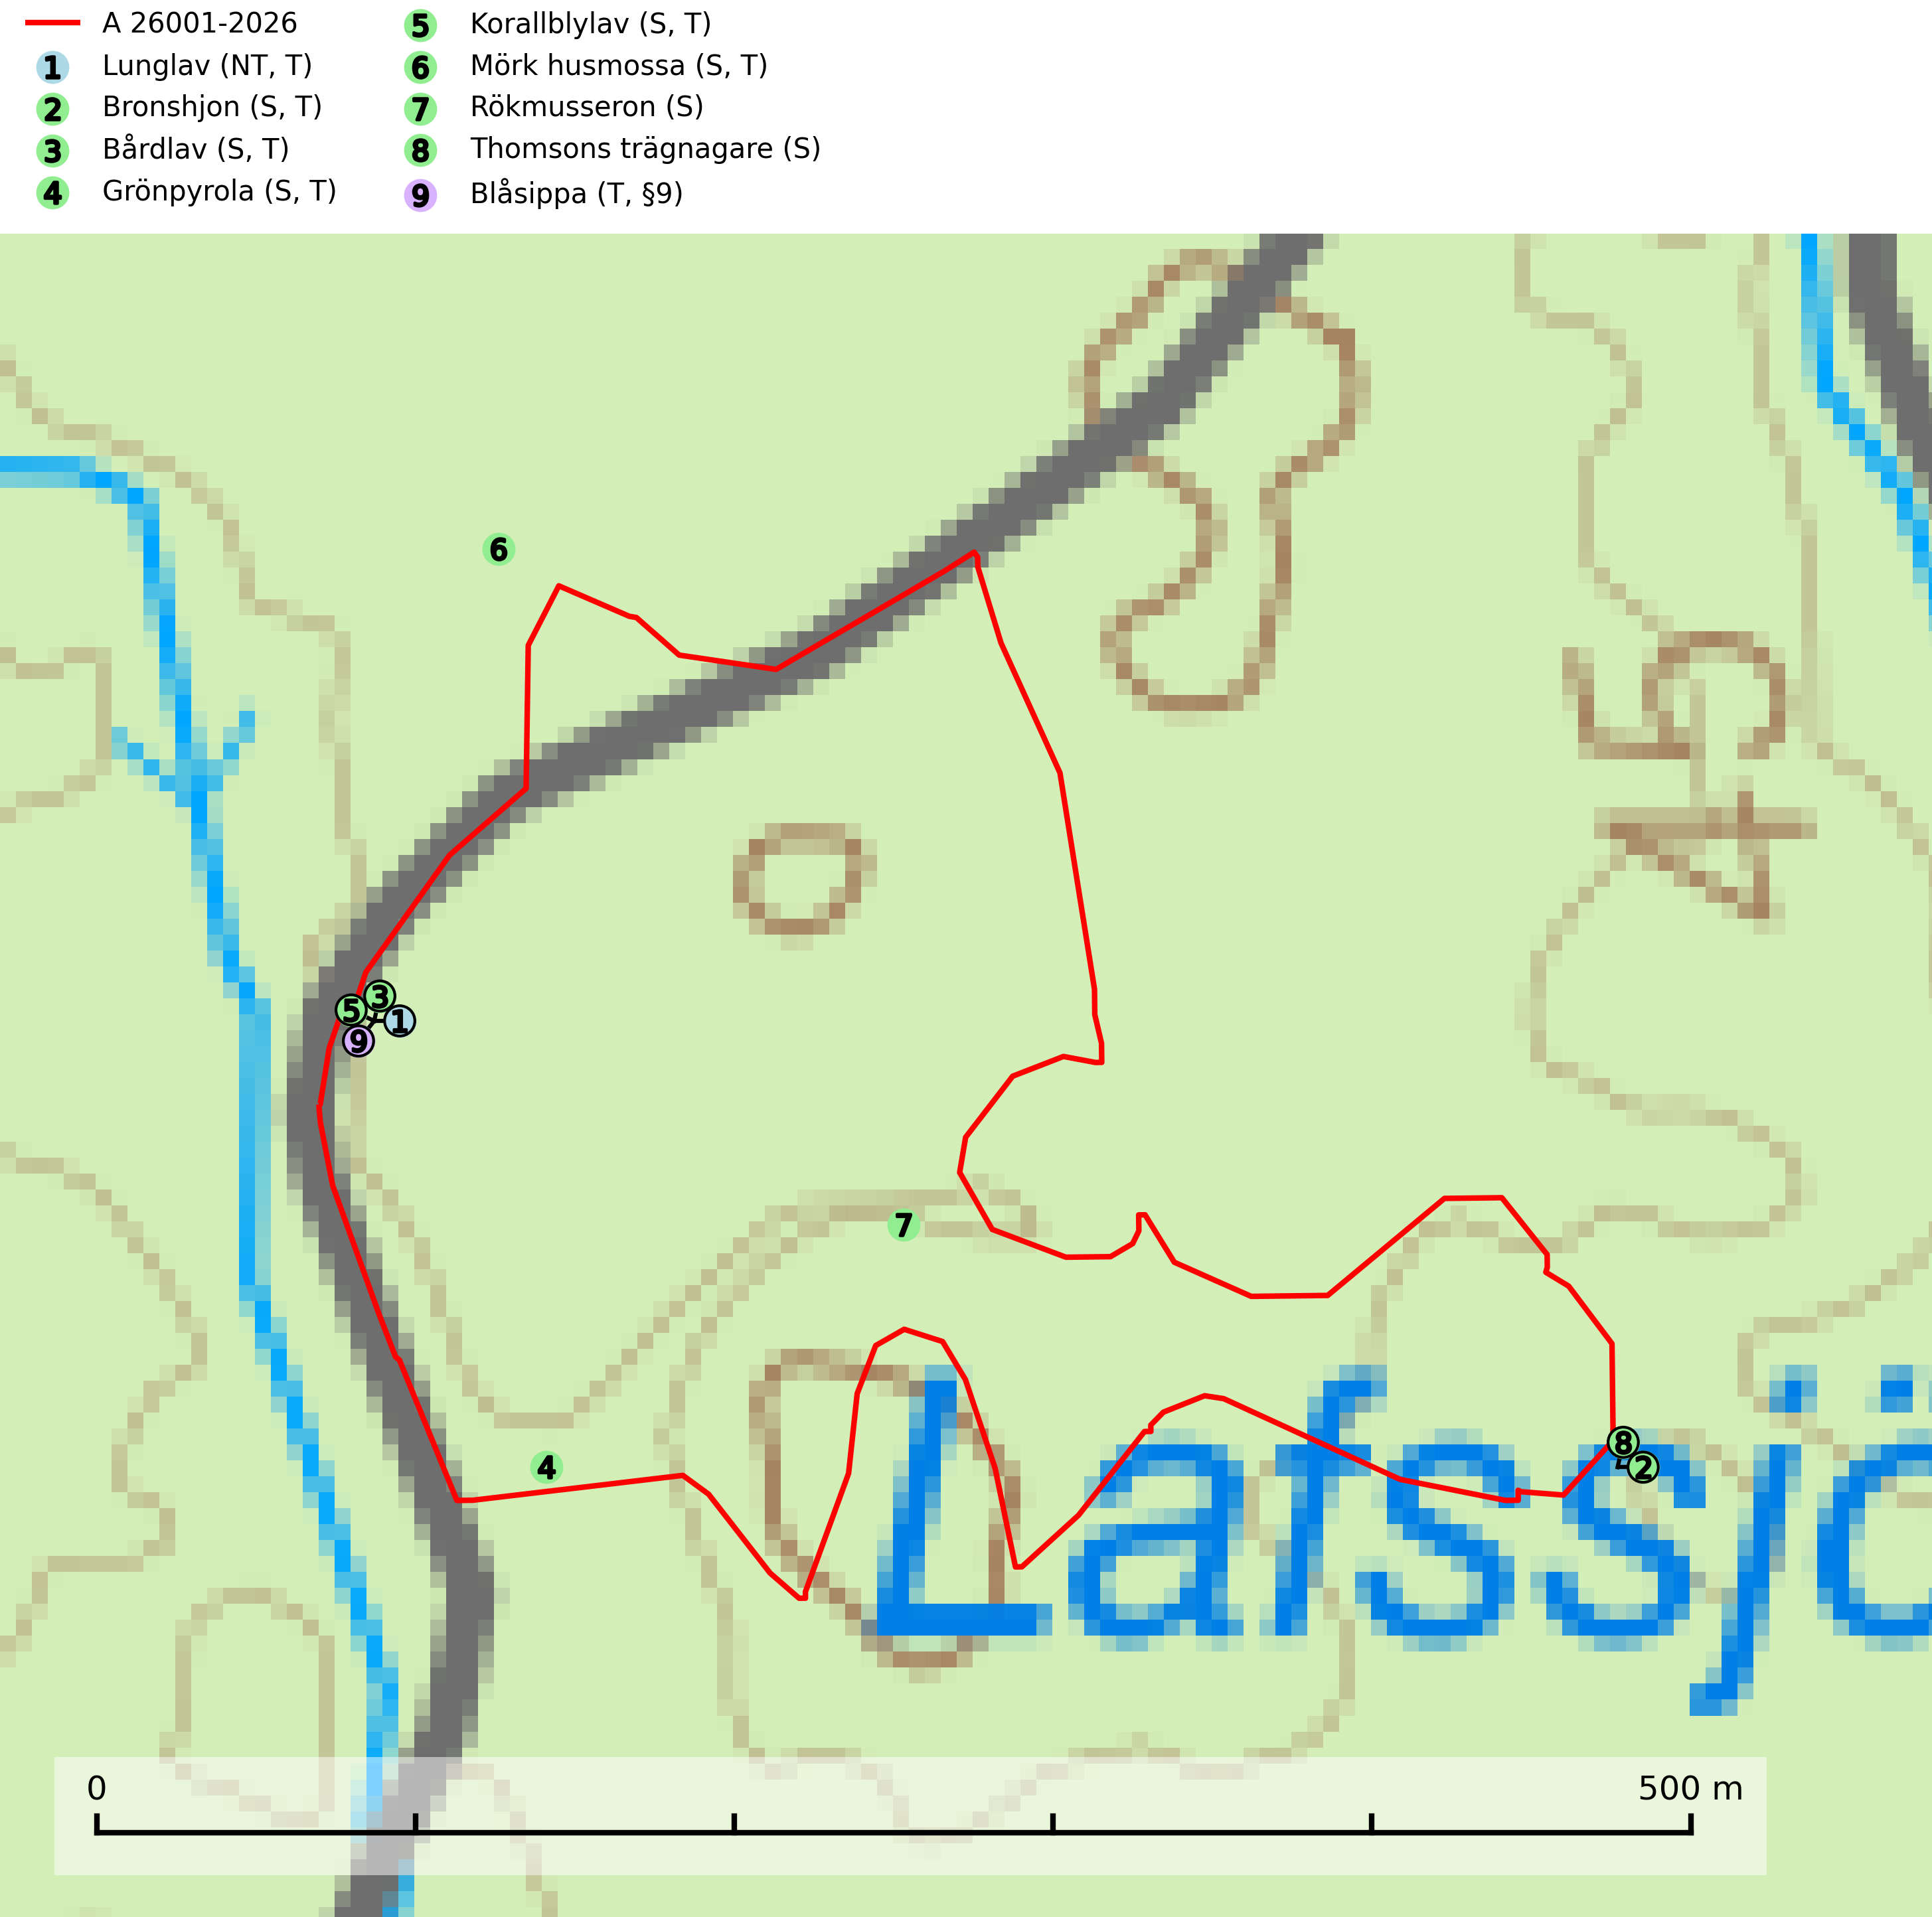 A 26001-2026
1 Lunglav (NT, T)
2 Bronshjon (S, T)
3 Bårdlav (S, T)
4 Grönpyrola (S, T)
5 Korallblylav (S, T)
6 Mörk husmossa (S, T)
7 Rökmusseron (S)
8 Thomsons trägnagare (S)
9 Blåsippa (T, §9)
6
5
3
1
9
7
4
8
2
0
500 m